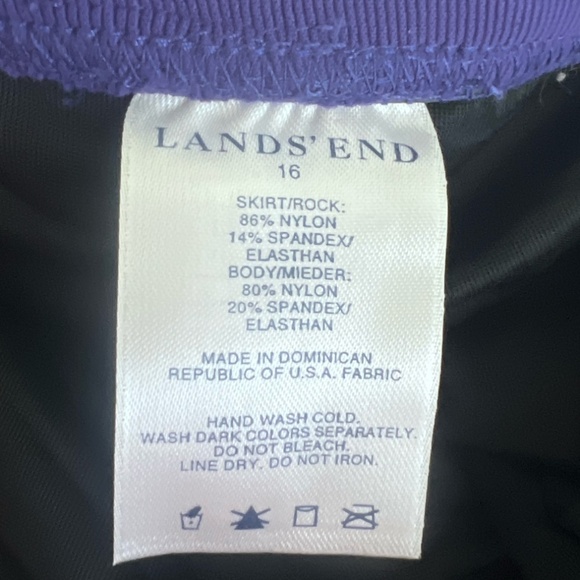 LANDS' END
16
SKIRT/ROCK:
86% NYLON
14% SPANDEX/
ELASTHAN
BODY/MIEDER:
80% NYLON
20% SPANDEX/
ELASTHAN
MADE IN DOMINICAN
REPUBLIC OF U.S.A. FABRIC
HAND WASH COLD.
WASH DARK COLORS SEPARATELY.
DO NOT BLEACH.
LINE DRY. DO NOT IRON.